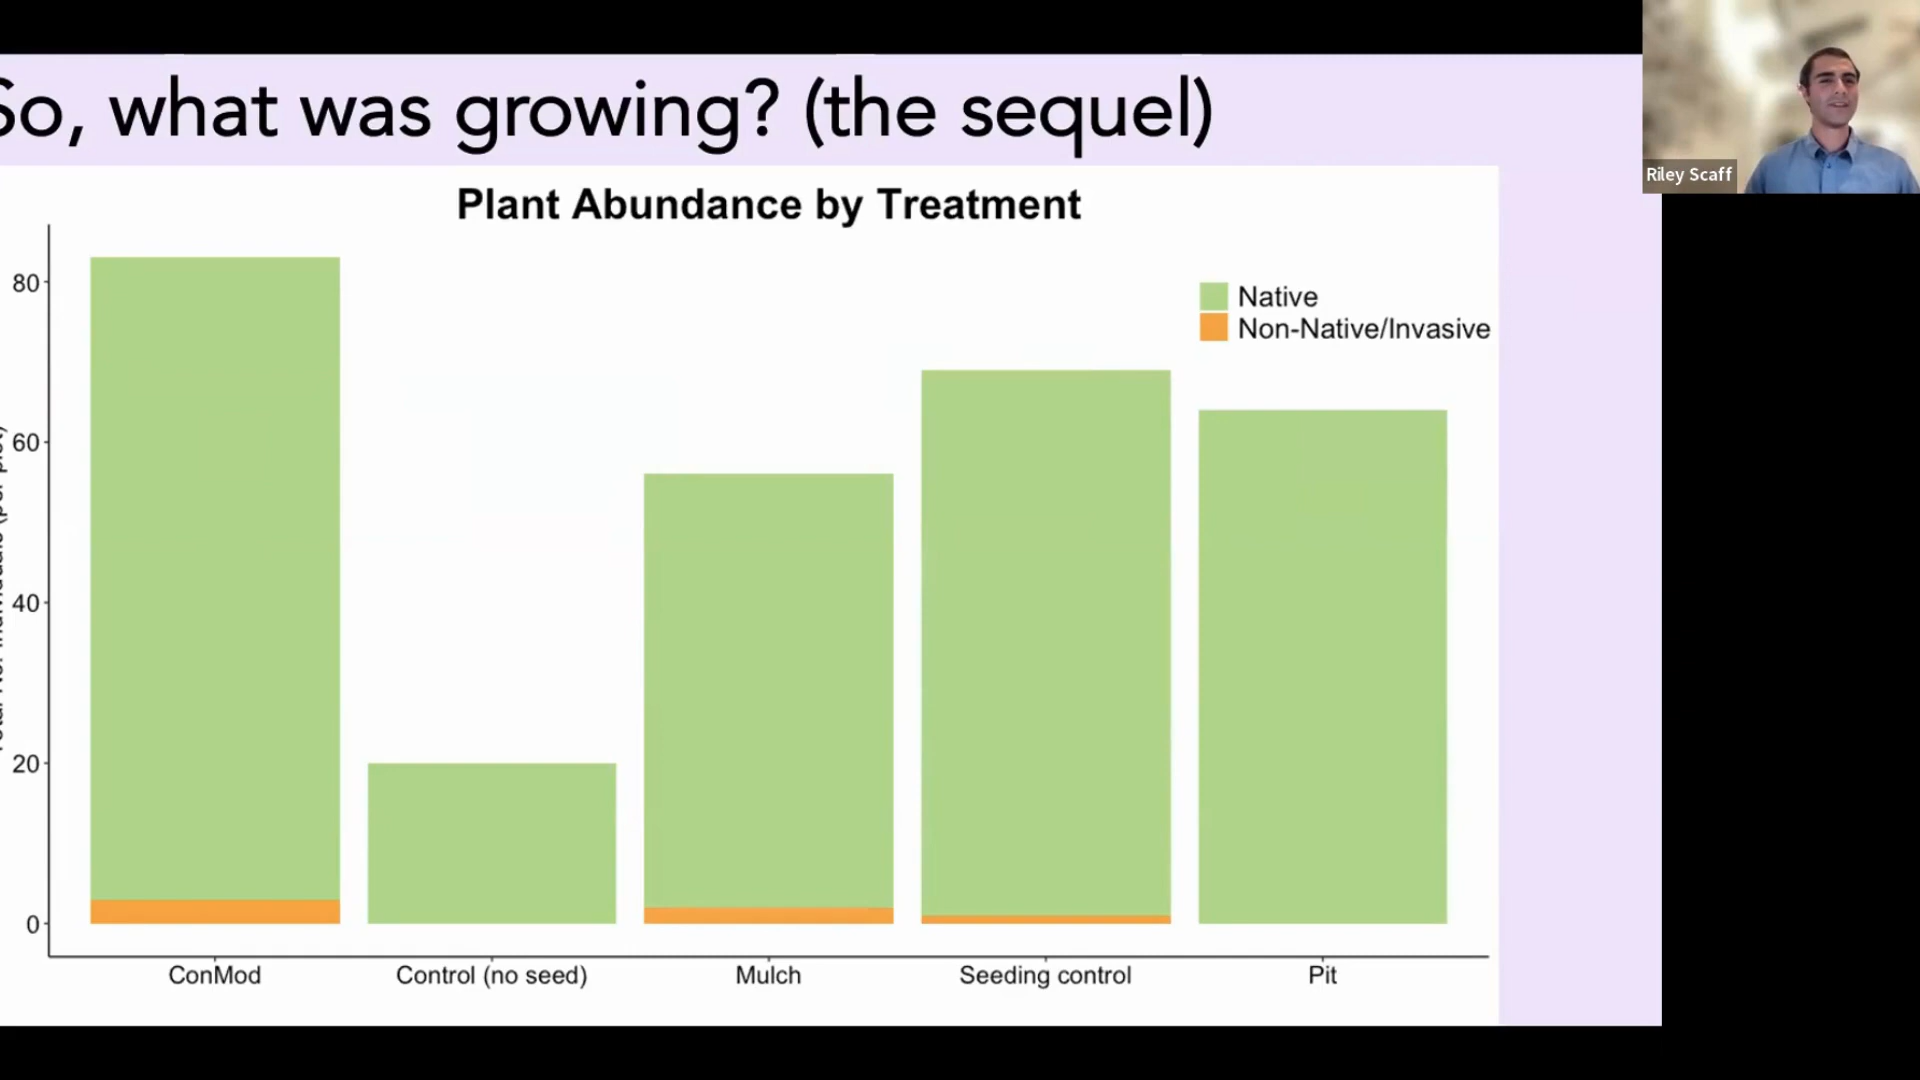 So, what was growing? (the sequel)
Riley Scaff
Plant Abundance by Treatment
Native
Non-Native/Invasive
80
60
40
20
0
ConMod
Control (no seed)
Mulch
Seeding control
Pit